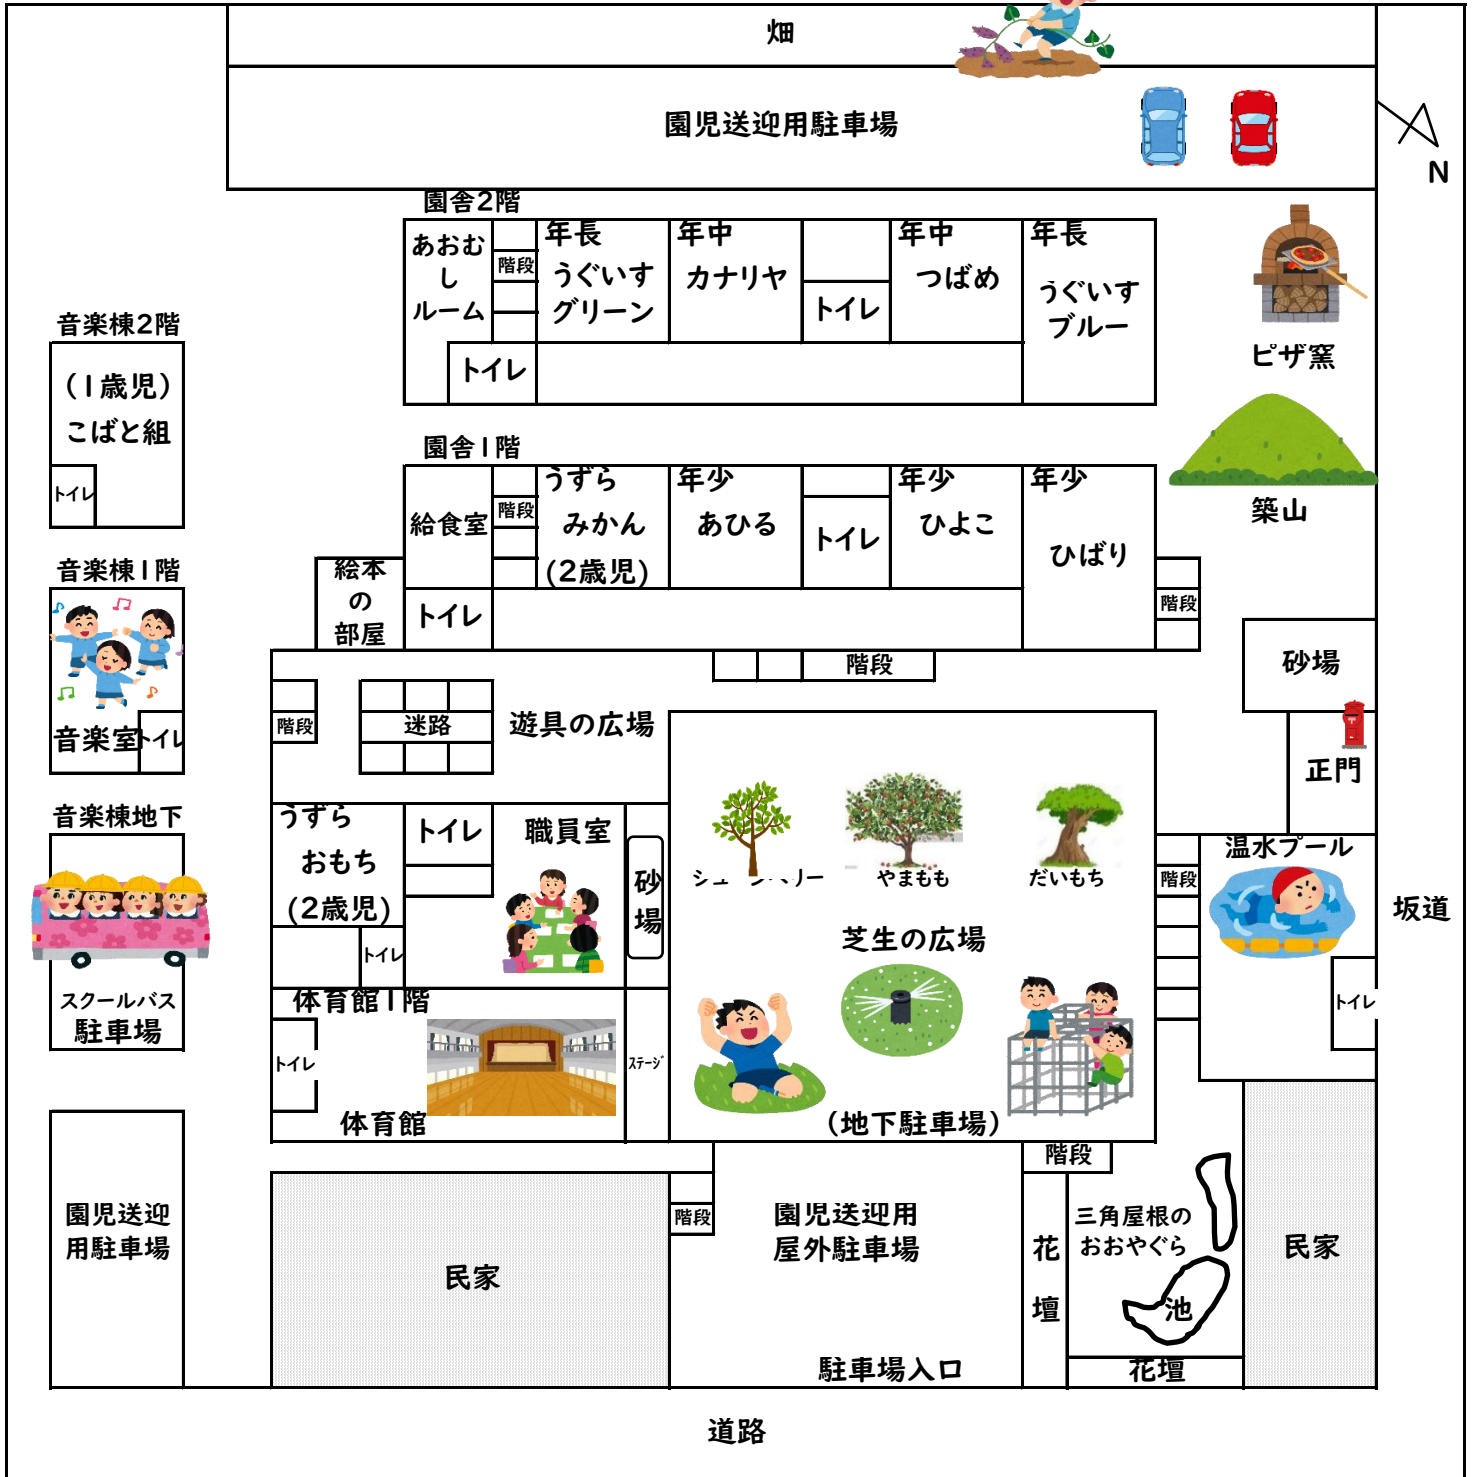 畑
園児送迎用駐車場
N
園舎2階
あおむ
し
ルーム
階段
年長
うぐいす
グリーン
年中
カナリヤ
トイレ
年中
つばめ
年長
うぐいす
ブルー
トイレ
ピザ窯
築山
音楽棟2階
(1歳児)
こばと組
トイレ
園舎1階
給食室
階段
うずら
みかん
(2歳児)
年少
あひる
トイレ
年少
ひよこ
年少
ひばり
絵本
の
部屋
トイレ
階段
階段
音楽棟1階
音楽室
トイレ
階段
迷路
遊具の広場
砂場
正門
音楽棟地下
スクールバス
駐車場
うずら
おもち
(2歳児)
トイレ
職員室
砂
場
トイレ
やまもも
だいもち
芝生の広場
(地下駐車場)
階段
温水プール
トイレ
坂道
体育館1階
トイレ
ステージ
体育館
園児送迎
用駐車場
民家
階段
園児送迎用
屋外駐車場
駐車場入口
階段
花
壇
三角屋根の
おおやぐら
池
花壇
民家
道路